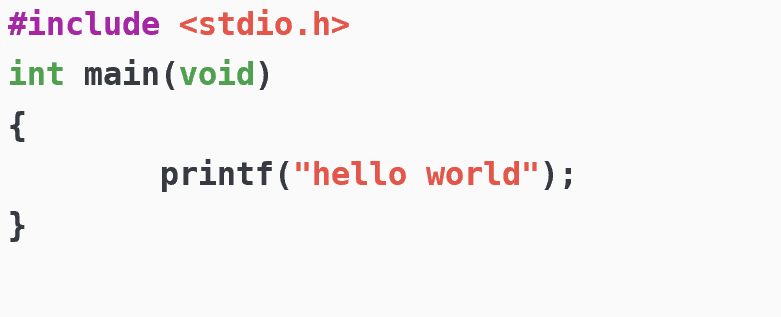 #include <stdio.h>
int main(void)
{
        printf("hello world");
}